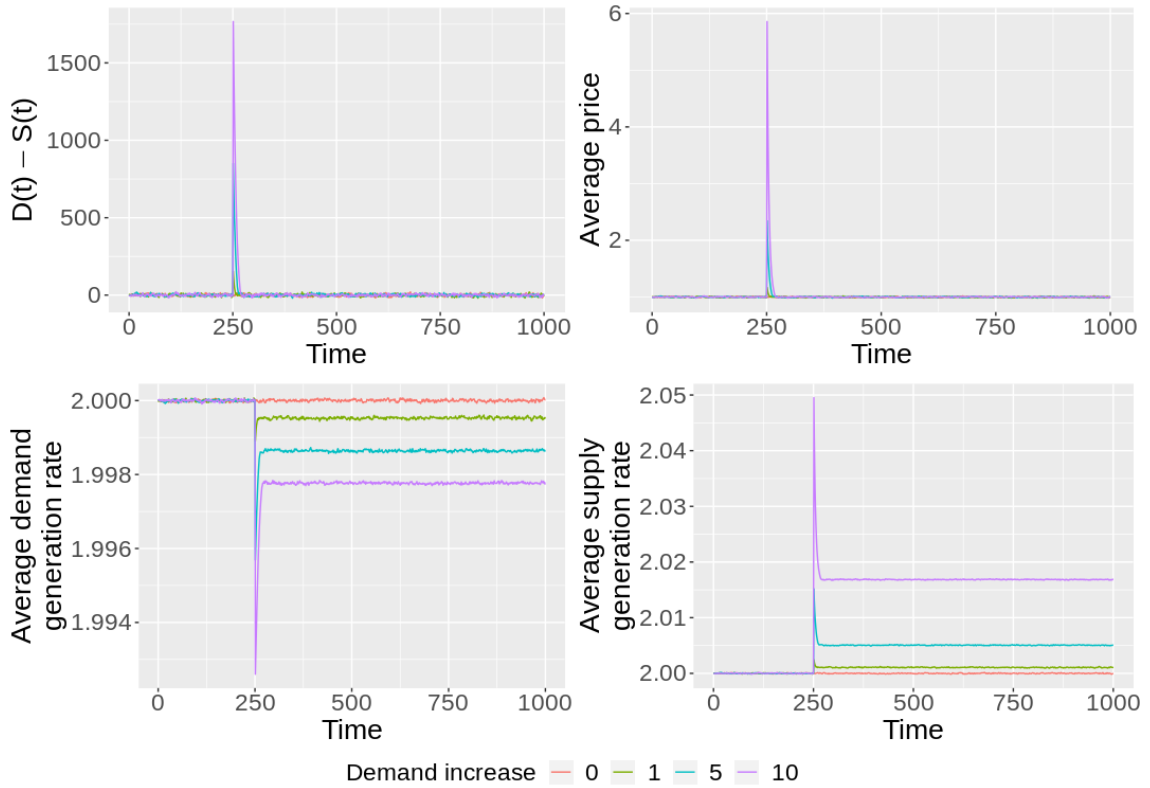 D(t) − S(t)
1500
1000
500
0
0 250 500 750 1000
Time
Average price
6
4
2
0 250 500 750 1000
Time
Average demand
generation rate
2.000
1.998
1.996
1.994
0 250 500 750 1000
Time
Average supply
generation rate
2.05
2.04
2.03
2.02
2.01
2.00
0 250 500 750 1000
Time
Demand increase 0 1 5 10